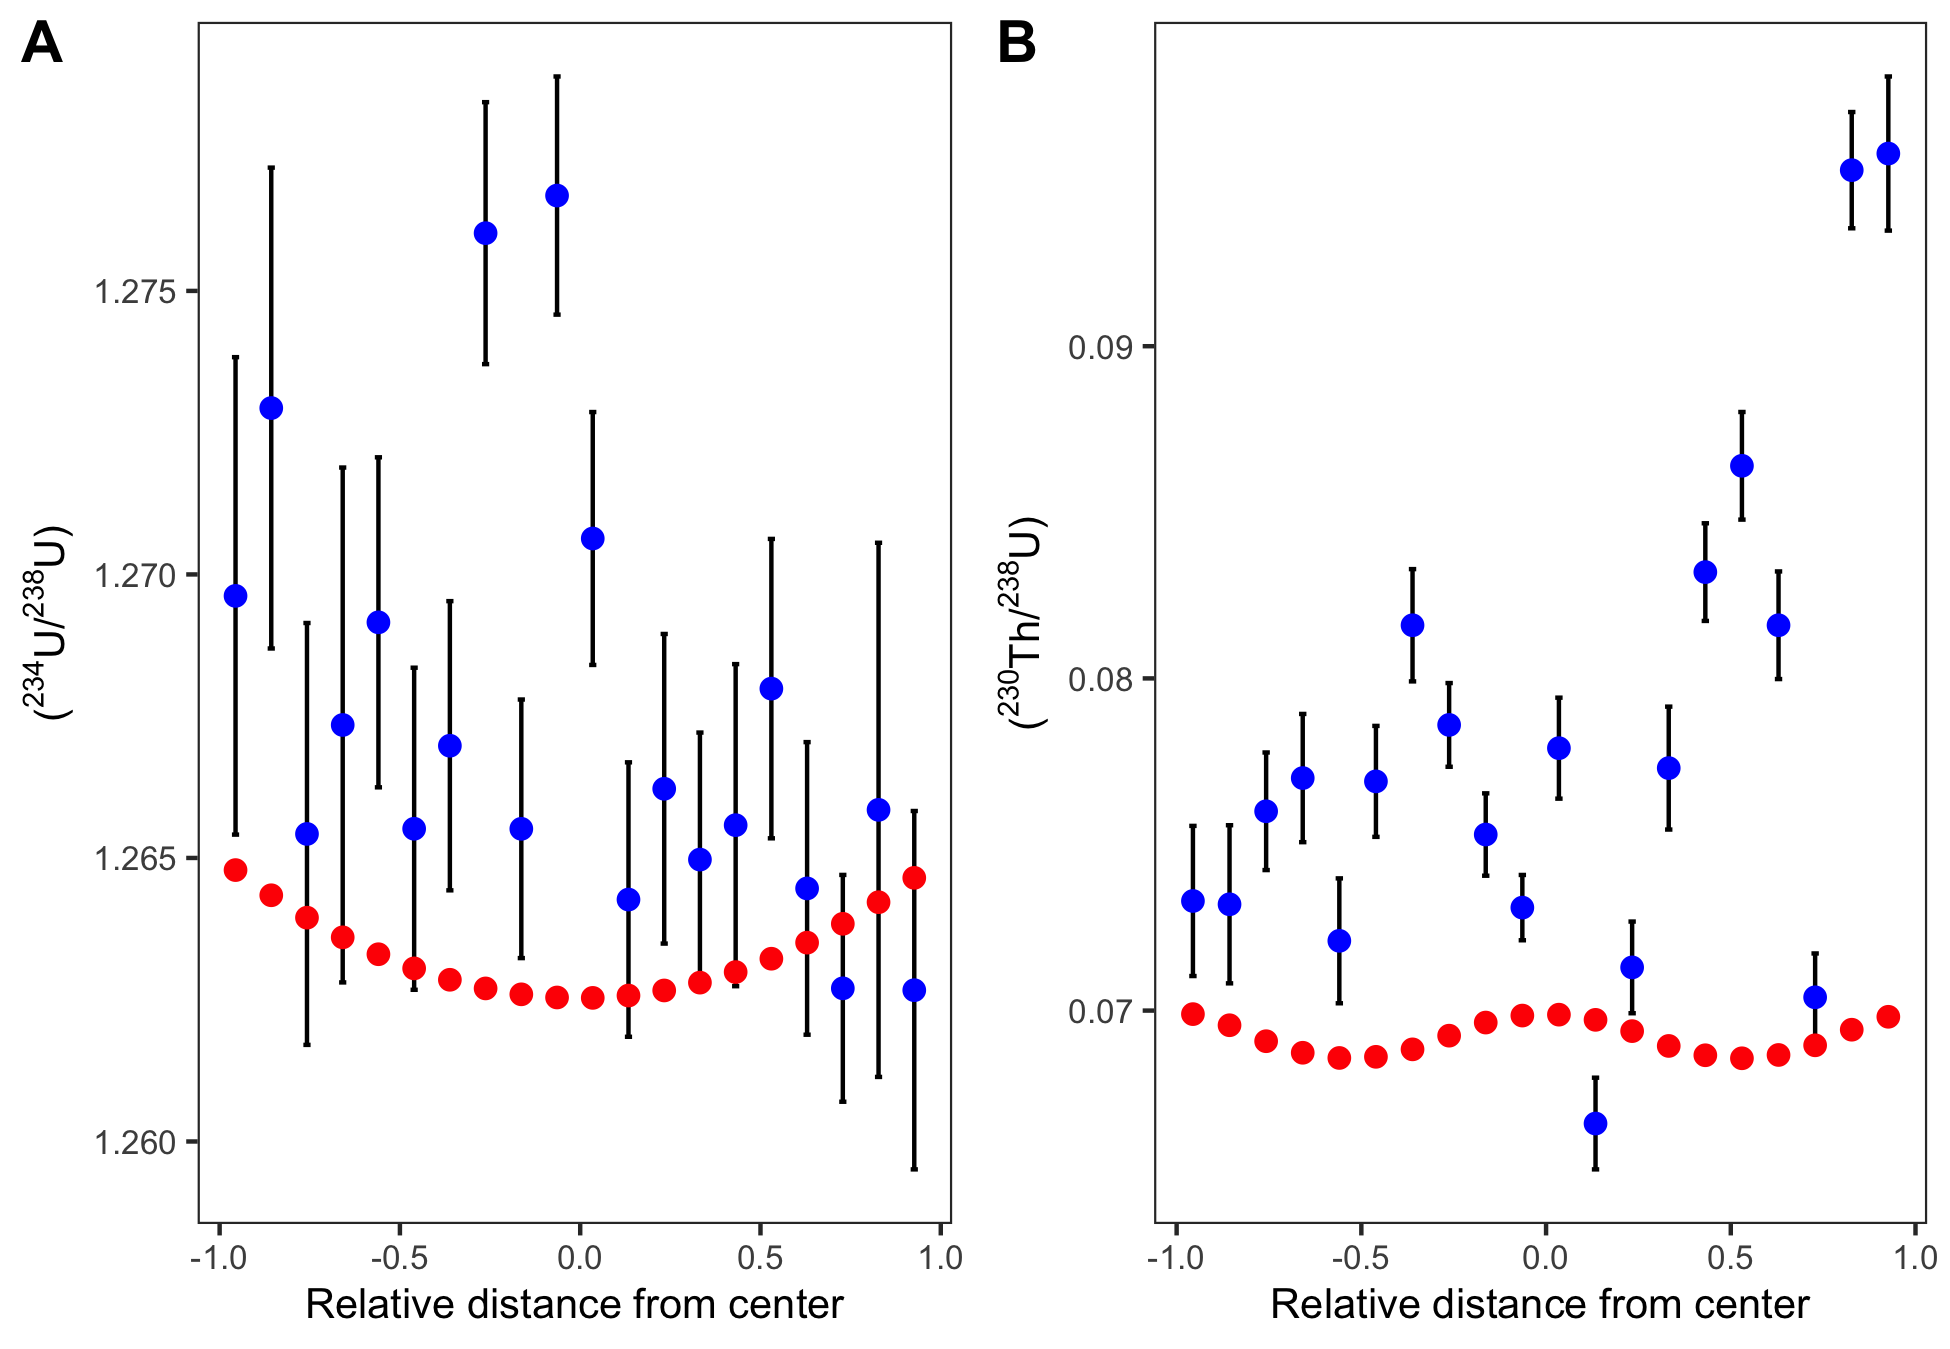 A
(²³⁴U/²³⁸U)
1.275
1.270
1.265
1.260
-1.0 -0.5 0.0 0.5 1.0
Relative distance from center
B
(²³⁰Th/²³⁸U)
0.09
0.08
0.07
-1.0 -0.5 0.0 0.5 1.0
Relative distance from center